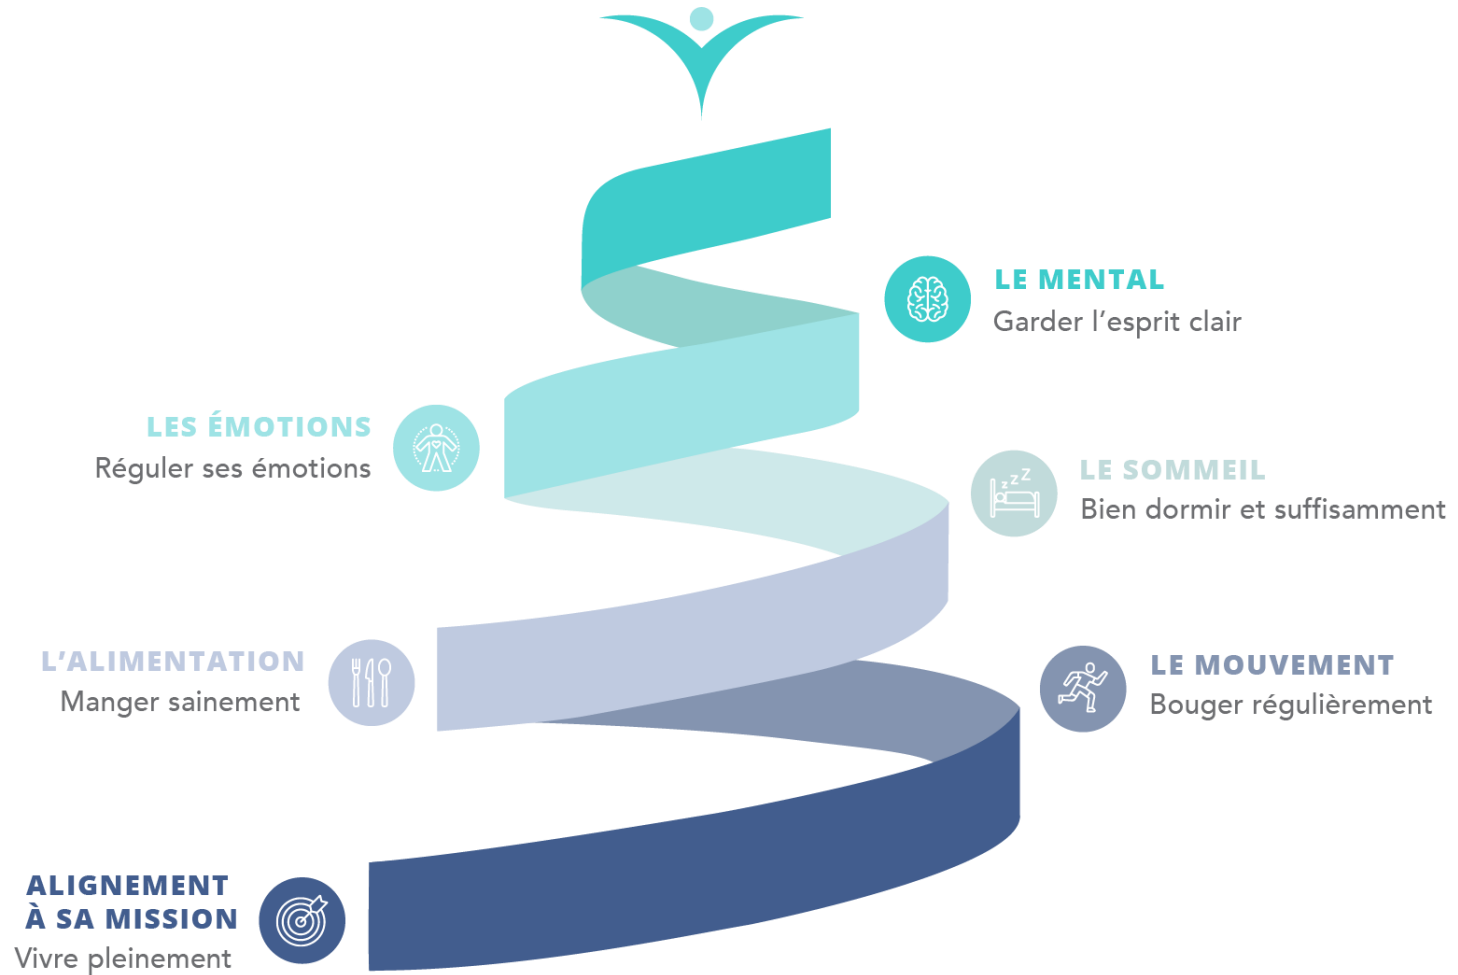 LE MENTAL
Garder l’esprit clair
LES ÉMOTIONS
Réguler ses émotions
LE SOMMEIL
Bien dormir et suffisamment
L’ALIMENTATION
Manger sainement
LE MOUVEMENT
Bouger régulièrement
ALIGNEMENT
À SA MISSION
Vivre pleinement